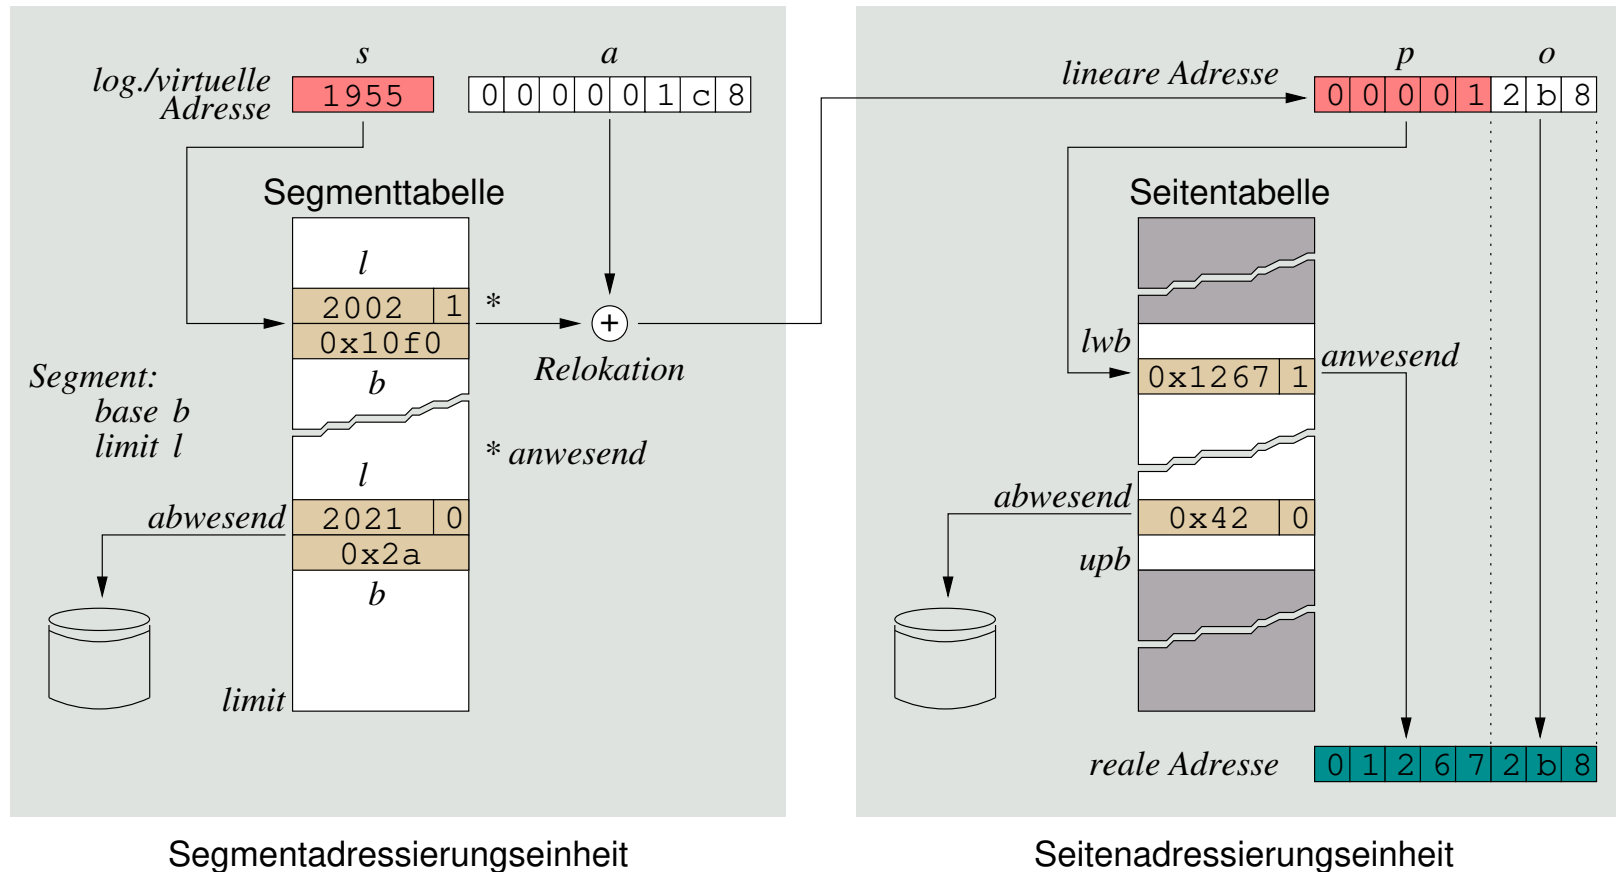 s
a
log./virtuelle
Adresse
1955
0 0 0 0 0 1 c 8
Segmenttabelle
l
2002 1 *
0x10f0
b
+
Relokation
Segment:
base b
limit l
* anwesend
l
abwesend
2021 0
0x2a
b
limit
Segmentadressierungseinheit
p
o
lineare Adresse
0 0 0 0 1 2 b 8
Seitentabelle
lwb
0x1267 1
anwesend
abwesend
0x42 0
upb
reale Adresse
0 1 2 6 7 2 b 8
Seitenadressierungseinheit